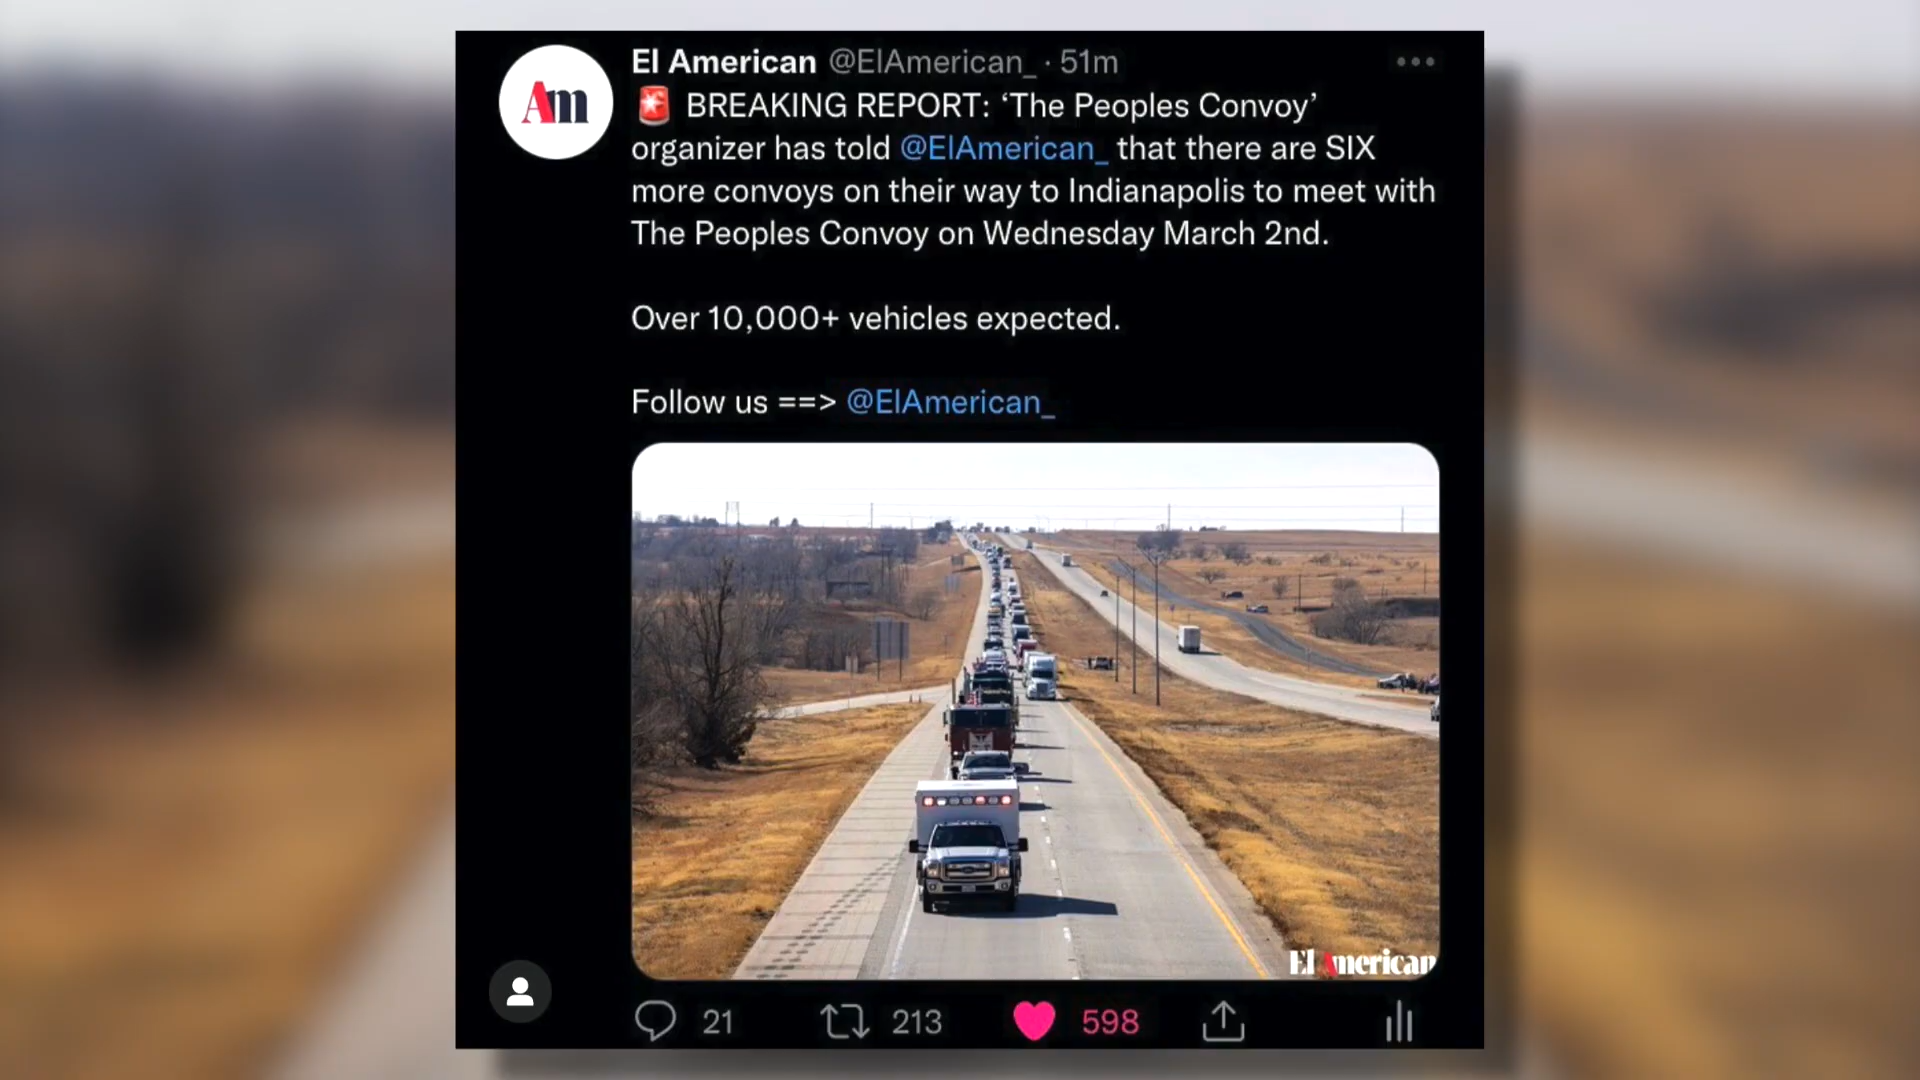 Am
El American @ElAmerican_ · 51m
🚨 BREAKING REPORT: ‘The Peoples Convoy’
organizer has told @ElAmerican_ that there are SIX
more convoys on their way to Indianapolis to meet with
The Peoples Convoy on Wednesday March 2nd.
Over 10,000+ vehicles expected.
Follow us ==> @ElAmerican_
El American
21 213 598